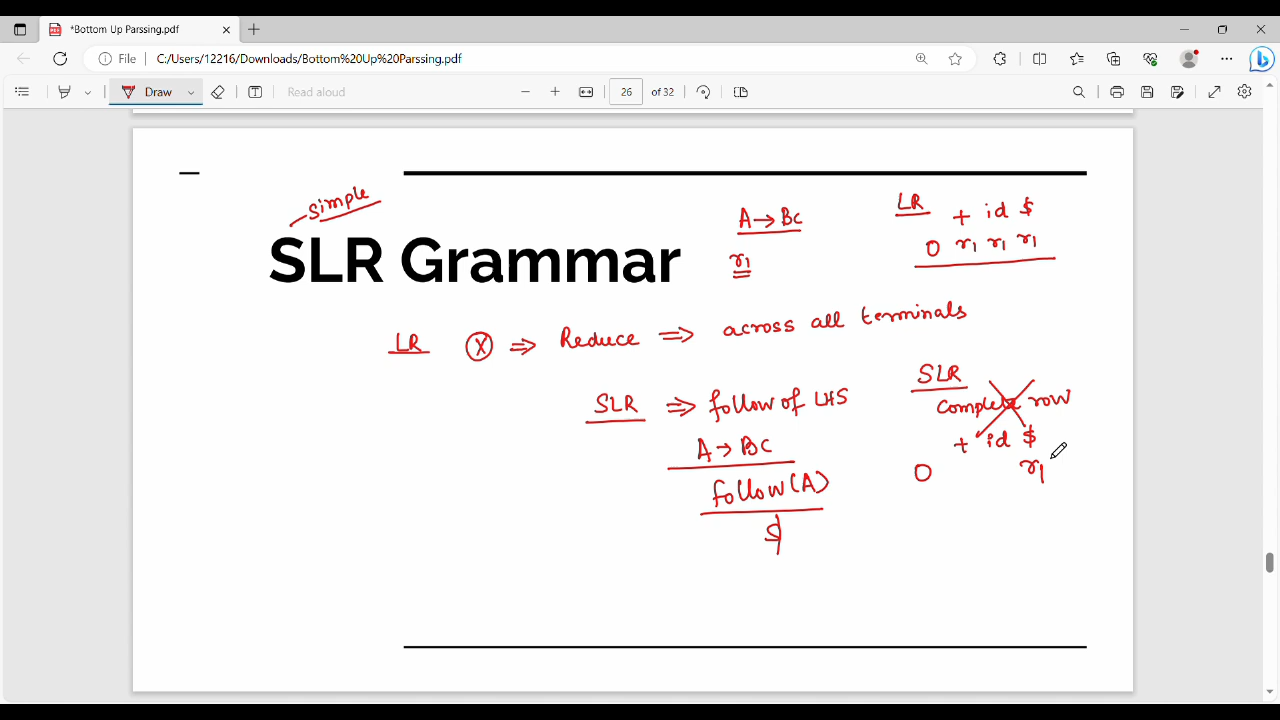 *Bottom Up Parssing.pdf
File C:/Users/12216/Downloads/Bottom%20Up%20Parssing.pdf
Draw Read aloud 26 of 32
Simple
SLR Grammar
A → Bc
r1
LR
+ id $
0 r1 r1 r1
LR X ⇒ Reduce ⇒ across all terminals
SLR ⇒ follow of LHS
A → BC
follow(A)
$
SLR
Complete row
+ id $
0 r1